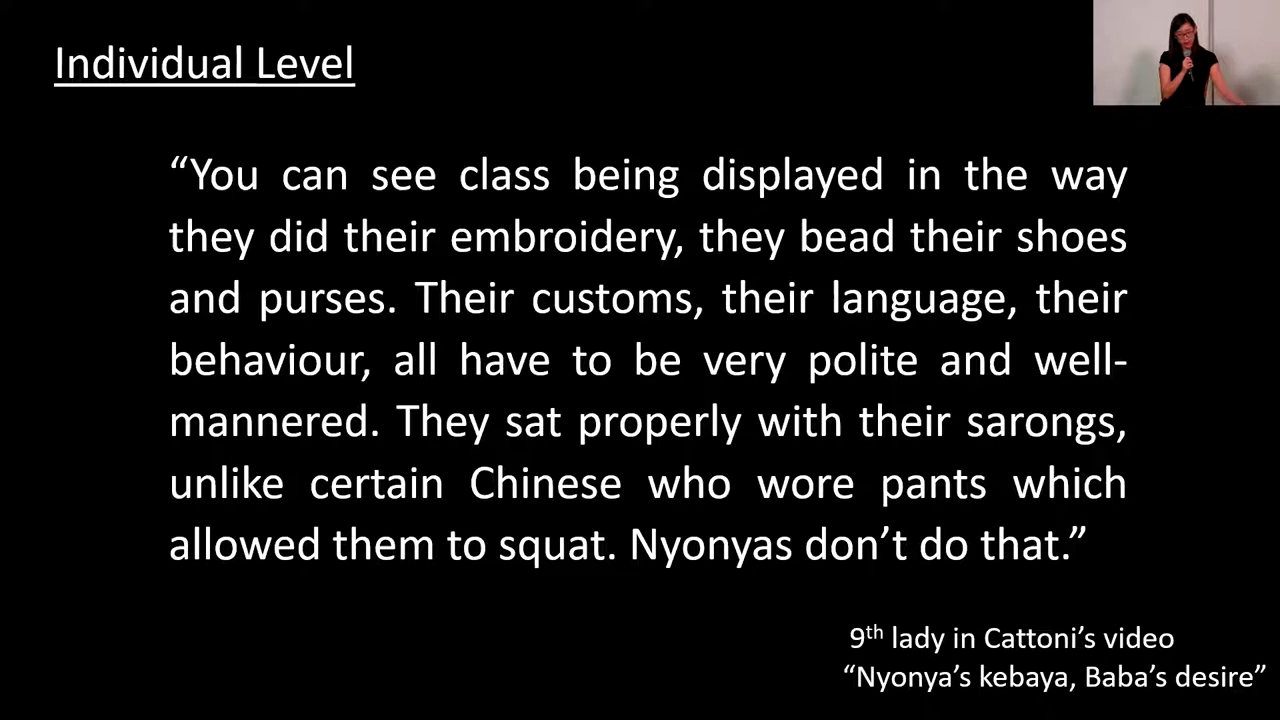 Individual Level
“You can see class being displayed in the way
they did their embroidery, they bead their shoes
and purses. Their customs, their language, their
behaviour, all have to be very polite and well-
mannered. They sat properly with their sarongs,
unlike certain Chinese who wore pants which
allowed them to squat. Nyonyas don’t do that.”
9th lady in Cattoni’s video
“Nyonya’s kebaya, Baba’s desire”